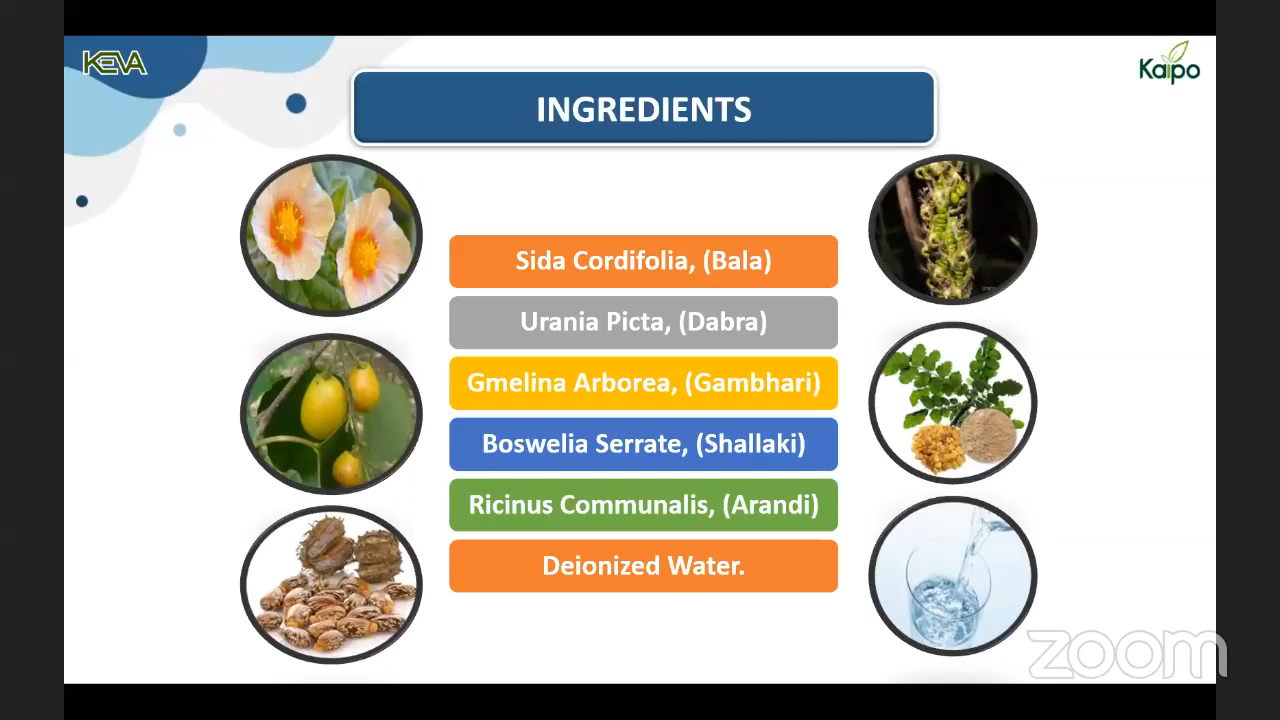 KEVA
Kaipo
INGREDIENTS
Sida Cordifolia, (Bala)
Urania Picta, (Dabra)
Gmelina Arborea, (Gambhari)
Boswelia Serrate, (Shallaki)
Ricinus Communalis, (Arandi)
Deionized Water.
zoom